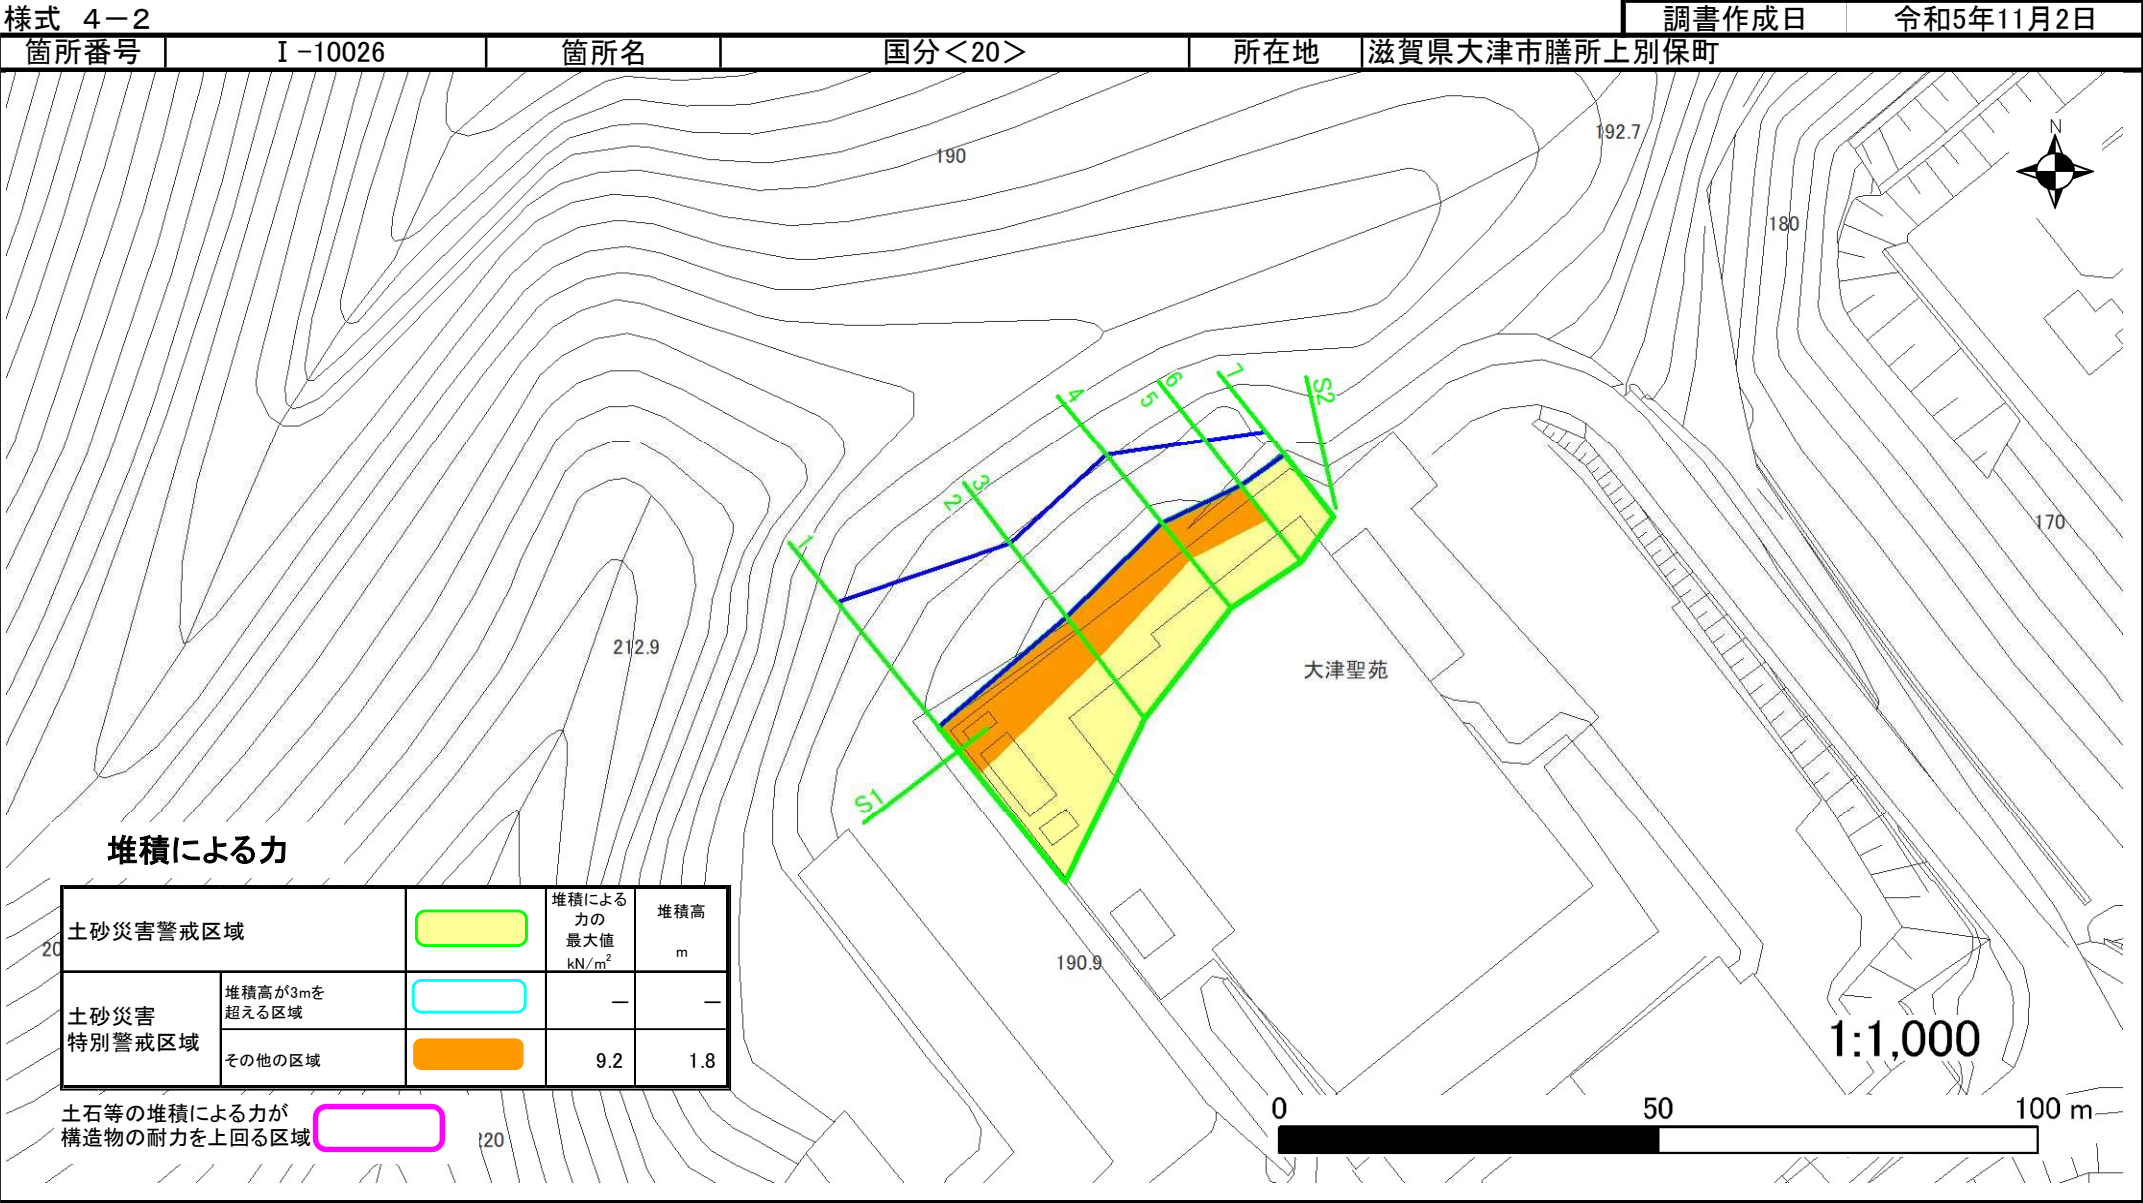 様式 4－2
調書作成日 令和5年11月2日
箇所番号 Ⅰ-10026 箇所名 国分＜20＞ 所在地 滋賀県大津市膳所上別保町
N
192.7
190
180
170
1
2
3
4
5
6
7
S2
S1
212.9
大津聖苑
190.9
20
220
堆積による力
土砂災害警戒区域
堆積による
力の
最大値
kN/m²
堆積高
m
土砂災害
特別警戒区域
堆積高が3mを
超える区域
― ―
その他の区域 9.2 1.8
土石等の堆積による力が
構造物の耐力を上回る区域
1:1,000
0 50 100 m